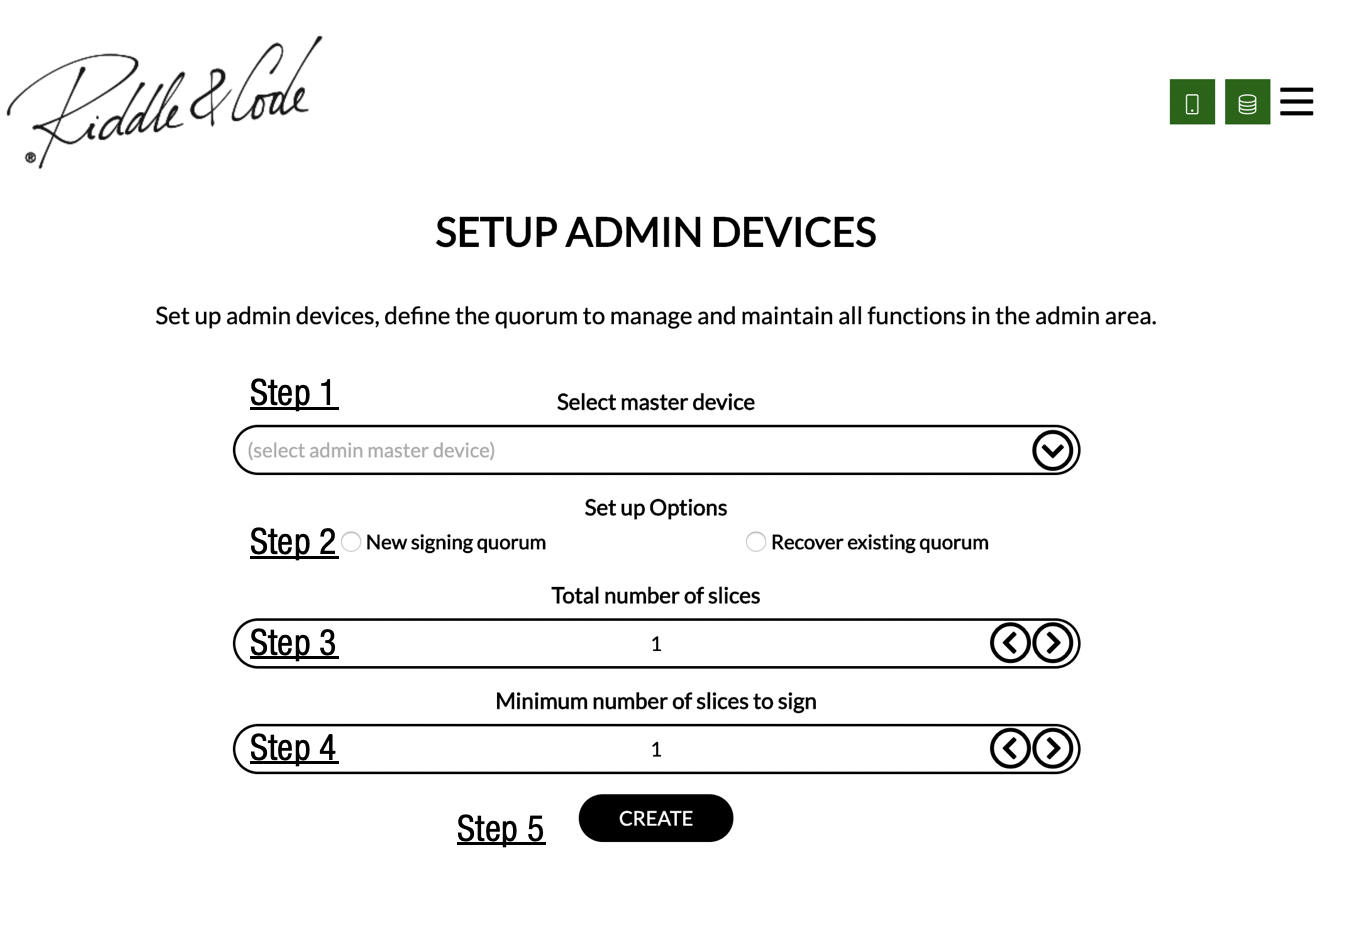 Riddle & Code
®
SETUP ADMIN DEVICES
Set up admin devices, define the quorum to manage and maintain all functions in the admin area.
Step 1
Select master device
(select admin master device)
Set up Options
Step 2 New signing quorum Recover existing quorum
Total number of slices
Step 3 1
Minimum number of slices to sign
Step 4 1
Step 5 CREATE